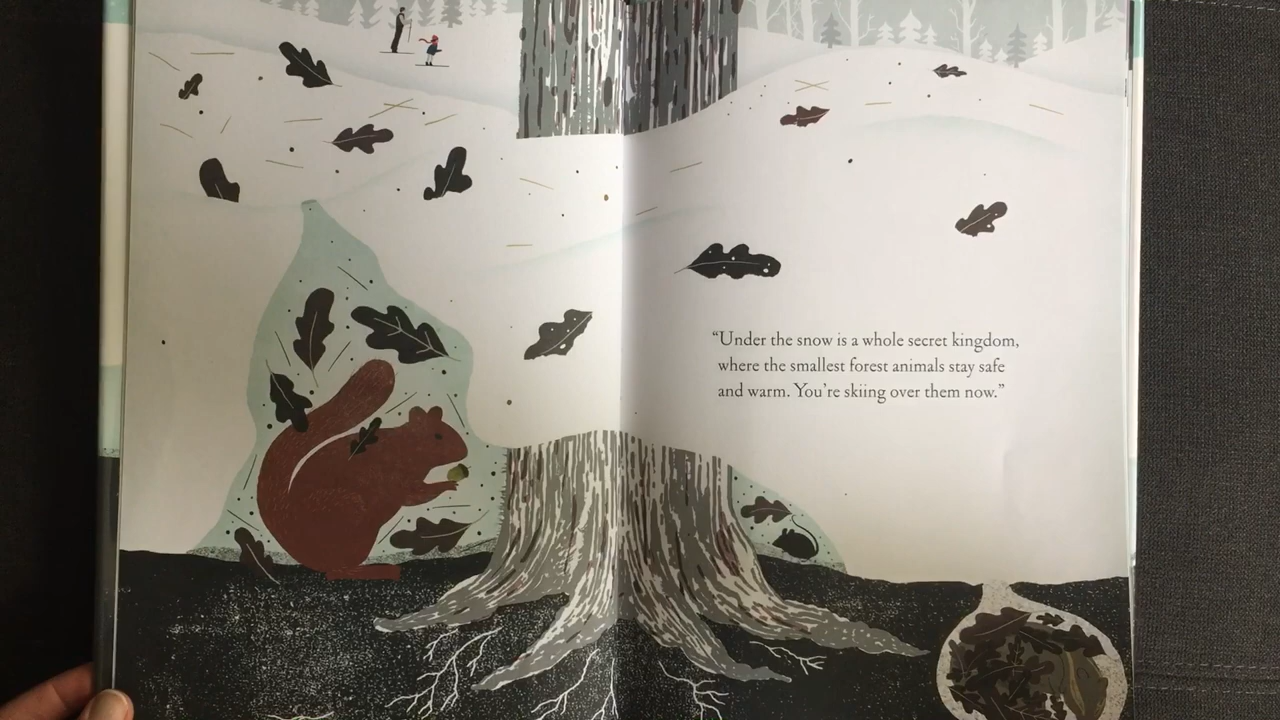 “Under the snow is a whole secret kingdom,
where the smallest forest animals stay safe
and warm. You’re skiing over them now.”